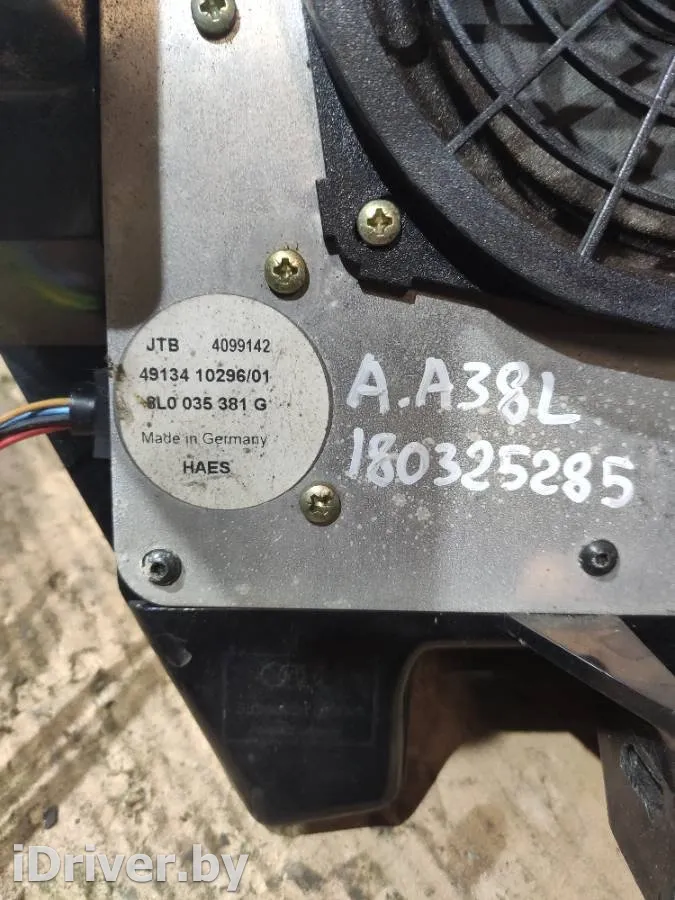 JTB 4099142
49134 10296/01
8L0 035 381 G
Made in Germany
HAES
A.A38L
180325285
iDriver.by